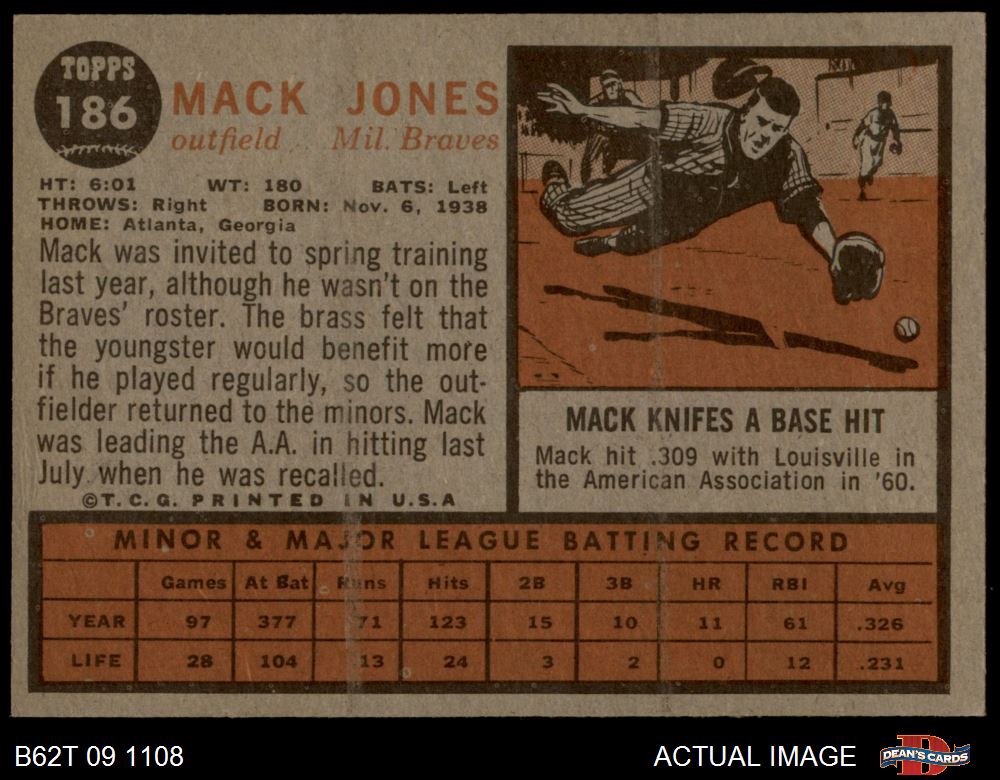 TOPPS
186
MACK JONES
outfield Mil. Braves
HT: 6:01 WT: 180 BATS: Left
THROWS: Right BORN: Nov. 6, 1938
HOME: Atlanta, Georgia
Mack was invited to spring training
last year, although he wasn't on the
Braves' roster. The brass felt that
the youngster would benefit more
if he played regularly, so the out-
fielder returned to the minors. Mack
was leading the A.A. in hitting last
July when he was recalled.
©T.C.G. PRINTED IN U.S.A
MACK KNIFES A BASE HIT
Mack hit .309 with Louisville in
the American Association in '60.
MINOR & MAJOR LEAGUE BATTING RECORD
Games At Bat Runs Hits 2B 3B HR RBI Avg
YEAR 97 377 71 123 15 10 11 61 .326
LIFE 28 104 13 24 3 2 0 12 .231
B62T 09 1108
ACTUAL IMAGE
D
DEAN'S CARDS